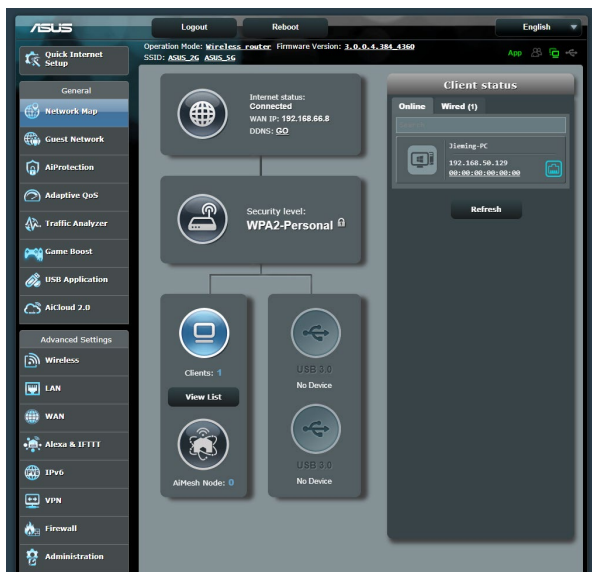 ASUS
Logout
Reboot
English
Operation Mode: Wireless router Firmware Version: 3.0.0.4.384_4360
SSID: ASUS_2G ASUS_5G
App
Quick Internet
Setup
General
Network Map
Guest Network
AiProtection
Adaptive QoS
Traffic Analyzer
Game Boost
USB Application
AiCloud 2.0
Advanced Settings
Wireless
LAN
WAN
Alexa & IFTTT
IPv6
VPN
Firewall
Administration
Internet status:
Connected
WAN IP: 192.168.66.8
DDNS: GO
Security level:
WPA2-Personal
Clients: 1
View List
AiMesh Node: 0
USB 3.0
No Device
USB 3.0
No Device
Client status
Online
Wired (1)
Jieming-PC
192.168.50.129
00:00:00:00:00:00
Refresh